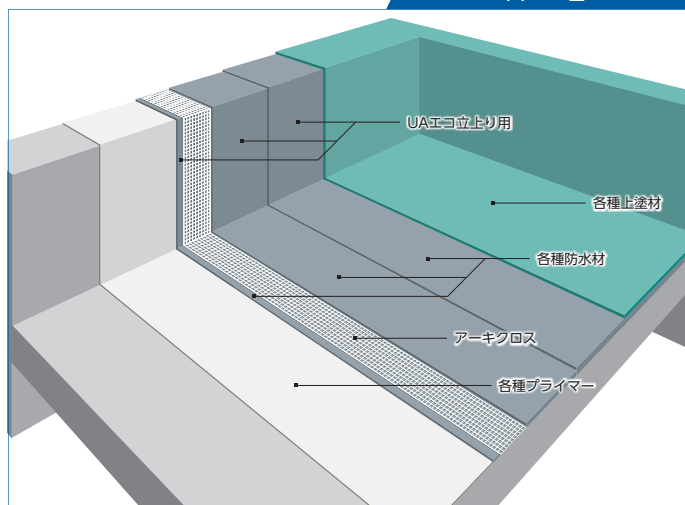 UAエコ立上り用
各種上塗材
各種防水材
アーキクロス
各種プライマー